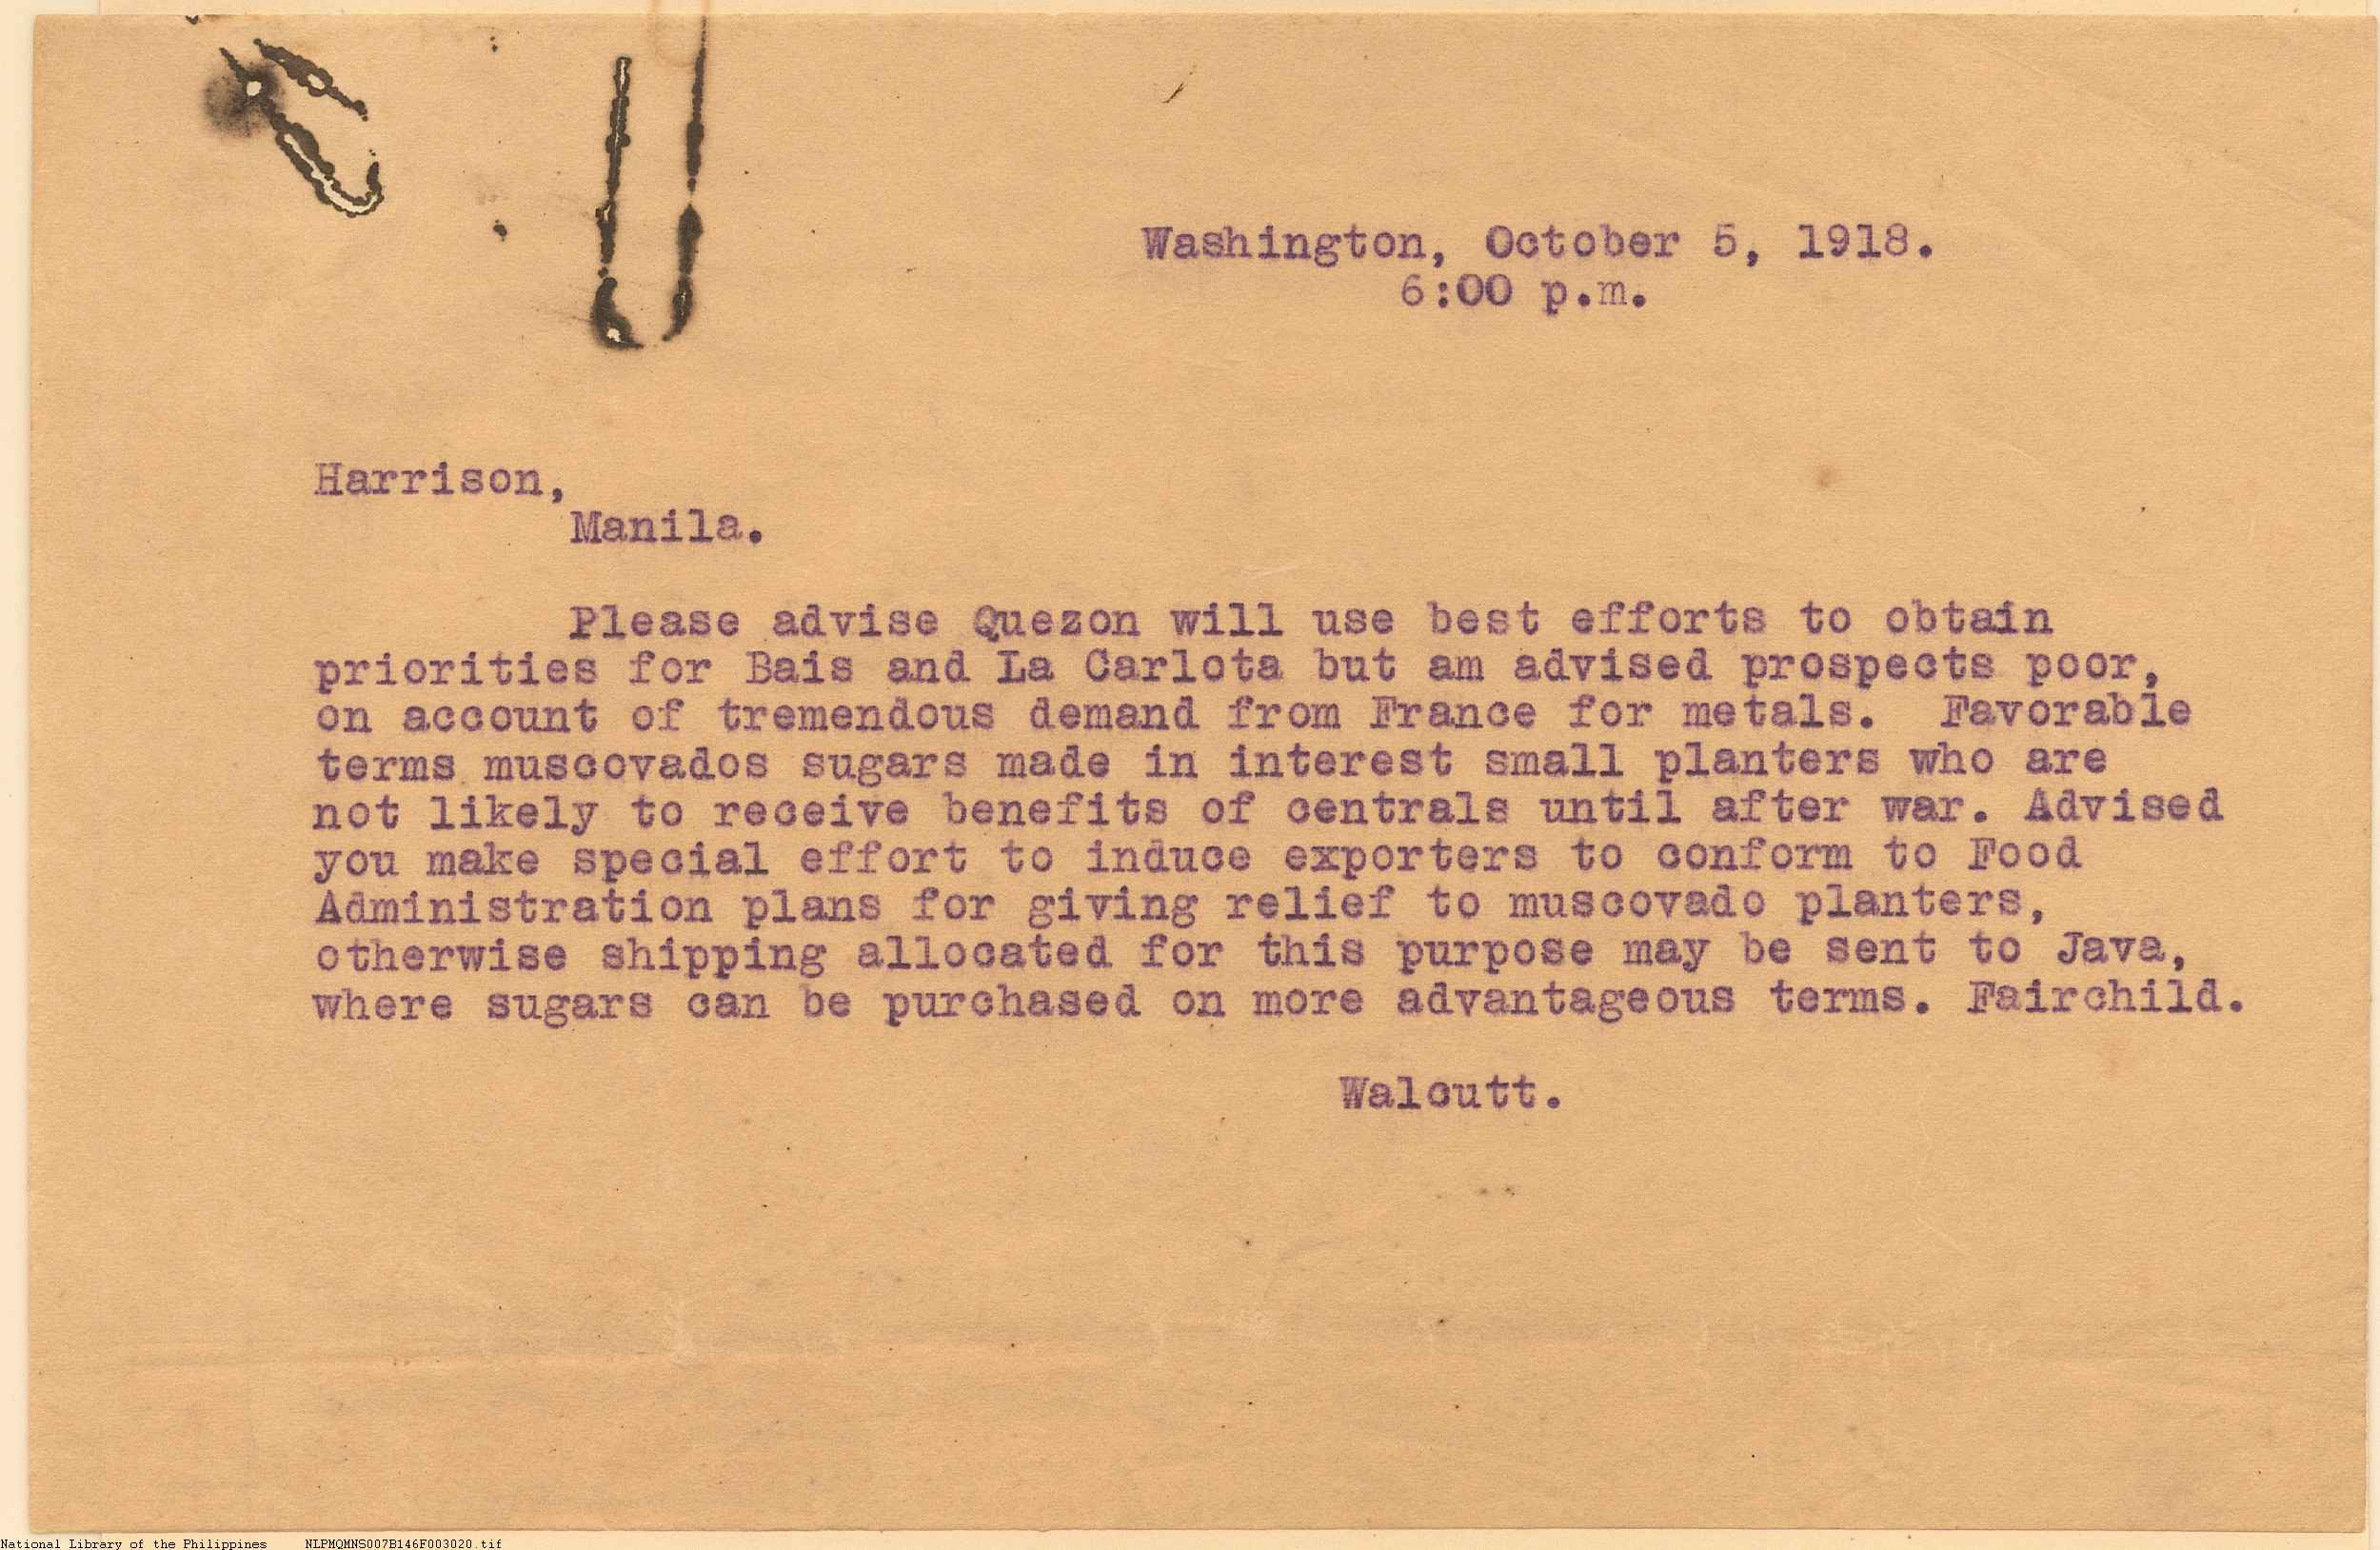 Washington, October 5, 1918.
6:00 p.m.
Harrison,
Manila.
Please advise Quezon will use best efforts to obtain
priorities for Bais and La Carlota but am advised prospects poor,
on account of tremendous demand from France for metals. Favorable
terms muscovados sugars made in interest small planters who are
not likely to receive benefits of centrals until after war. Advised
you make special effort to induce exporters to conform to Food
Administration plans for giving relief to muscovado planters,
otherwise shipping allocated for this purpose may be sent to Java,
where sugars can be purchased on more advantageous terms. Fairchild.
Walcutt.
National Library of the Philippines NLPMQMNS007B146F003020.tif